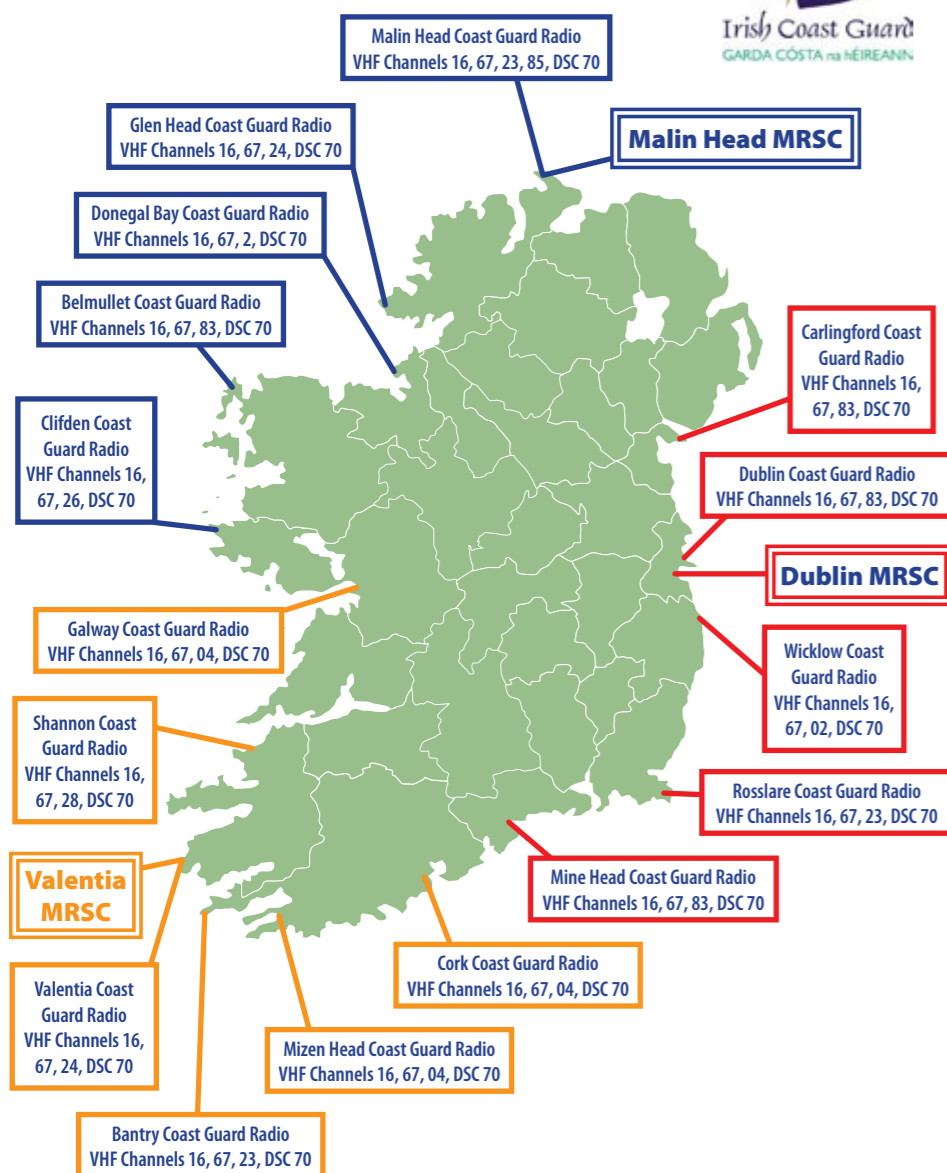 Irish Coast Guard
GARDA CÓSTA na hÉIREANN
Malin Head Coast Guard Radio
VHF Channels 16, 67, 23, 85, DSC 70
Malin Head MRSC
Glen Head Coast Guard Radio
VHF Channels 16, 67, 24, DSC 70
Donegal Bay Coast Guard Radio
VHF Channels 16, 67, 2, DSC 70
Belmullet Coast Guard Radio
VHF Channels 16, 67, 83, DSC 70
Carlingford Coast
Guard Radio
VHF Channels 16,
67, 83, DSC 70
Clifden Coast
Guard Radio
VHF Channels 16,
67, 26, DSC 70
Dublin Coast Guard Radio
VHF Channels 16, 67, 83, DSC 70
Dublin MRSC
Galway Coast Guard Radio
VHF Channels 16, 67, 04, DSC 70
Wicklow Coast
Guard Radio
VHF Channels 16,
67, 02, DSC 70
Shannon Coast
Guard Radio
VHF Channels 16,
67, 28, DSC 70
Rosslare Coast Guard Radio
VHF Channels 16, 67, 23, DSC 70
Valentia
MRSC
Mine Head Coast Guard Radio
VHF Channels 16, 67, 83, DSC 70
Cork Coast Guard Radio
VHF Channels 16, 67, 04, DSC 70
Valentia Coast
Guard Radio
VHF Channels 16,
67, 24, DSC 70
Mizen Head Coast Guard Radio
VHF Channels 16, 67, 04, DSC 70
Bantry Coast Guard Radio
VHF Channels 16, 67, 23, DSC 70